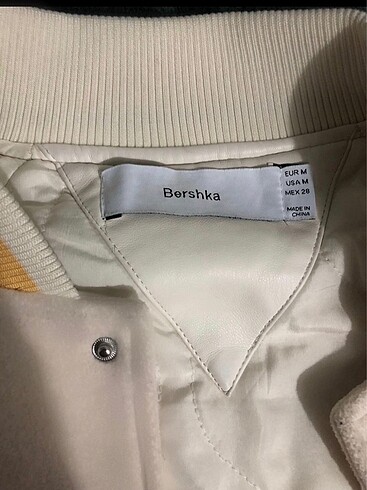 Bershka
EUR M
USA M
MEX 28
MADE IN
CHINA